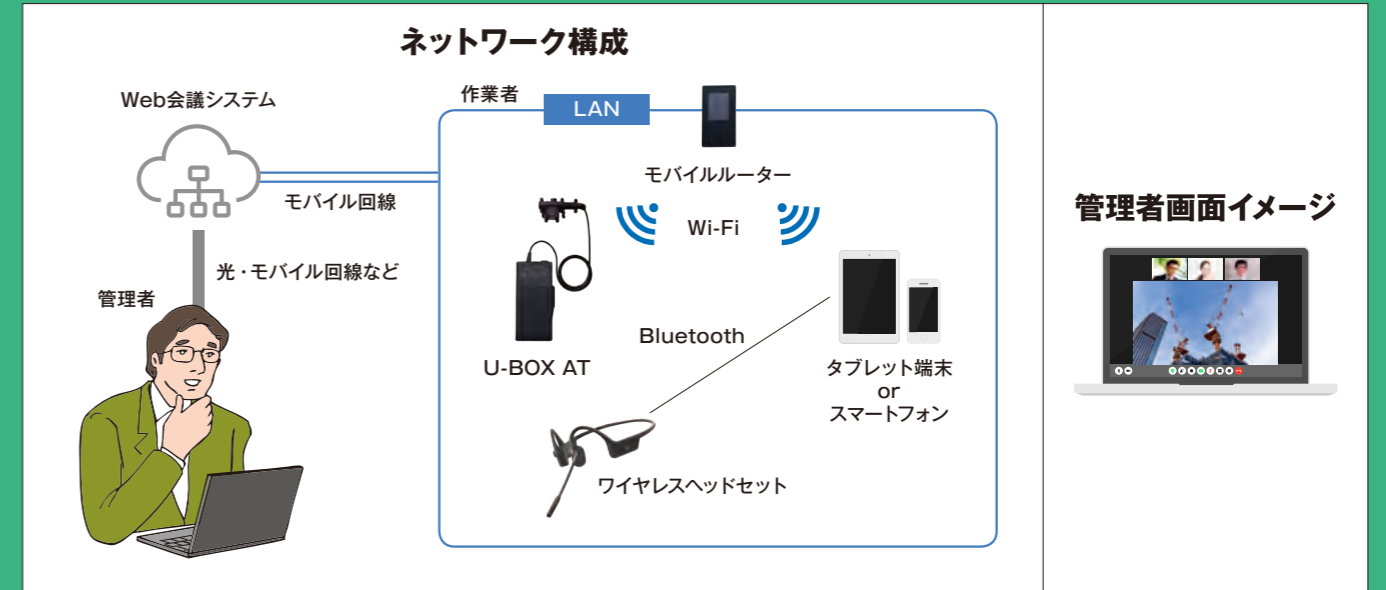 ネットワーク構成
Web会議システム
作業者
LAN
モバイルルーター
モバイル回線
Wi-Fi
光・モバイル回線など
管理者
U-BOX AT
Bluetooth
タブレット端末
or
スマートフォン
ワイヤレスヘッドセット
管理者画面イメージ